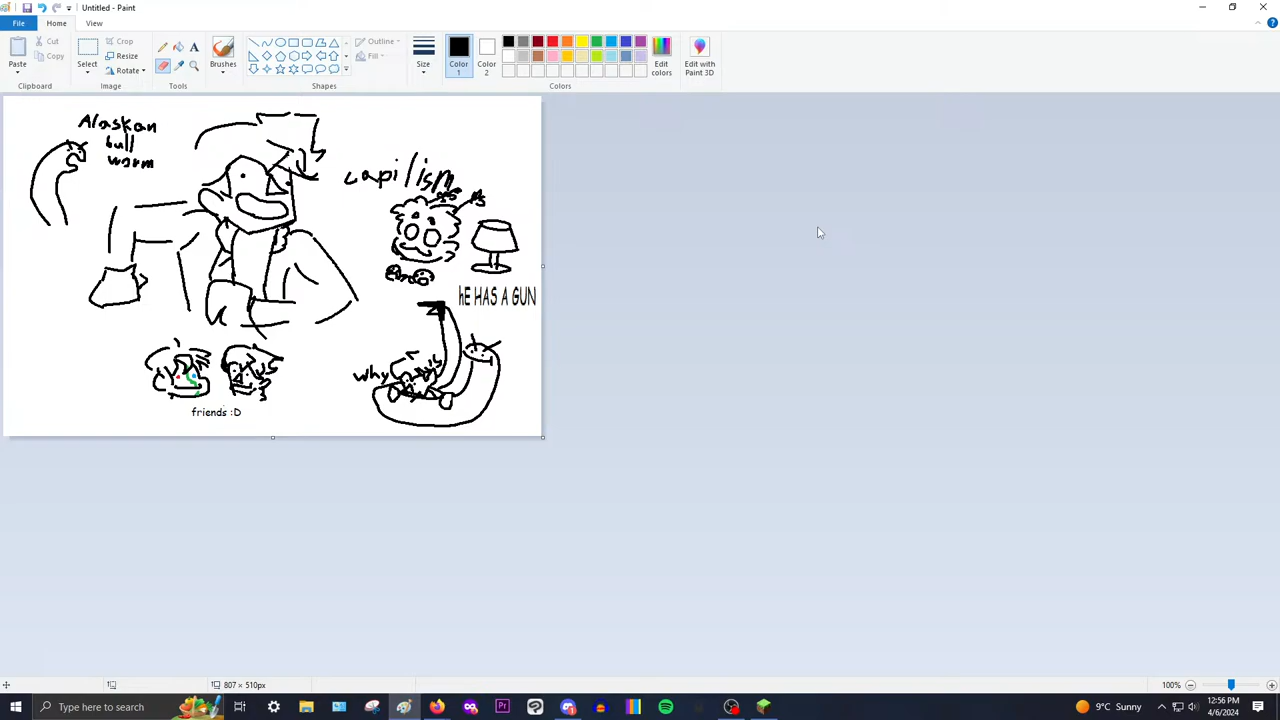 Untitled - Paint
File
Home
View
Paste
Cut
Copy
Clipboard
Select
Crop
Resize
Rotate
Image
A
Tools
Brushes
Outline
Fill
Shapes
Size
Color
1
Color
2
Edit
colors
Edit with
Paint 3D
Colors
Alaskan
bull
worm
capilism
hE HAS A GUN
why
friends :D
807 × 510px
100%
Type here to search
Pr
9°C Sunny
12:56 PM
4/6/2024